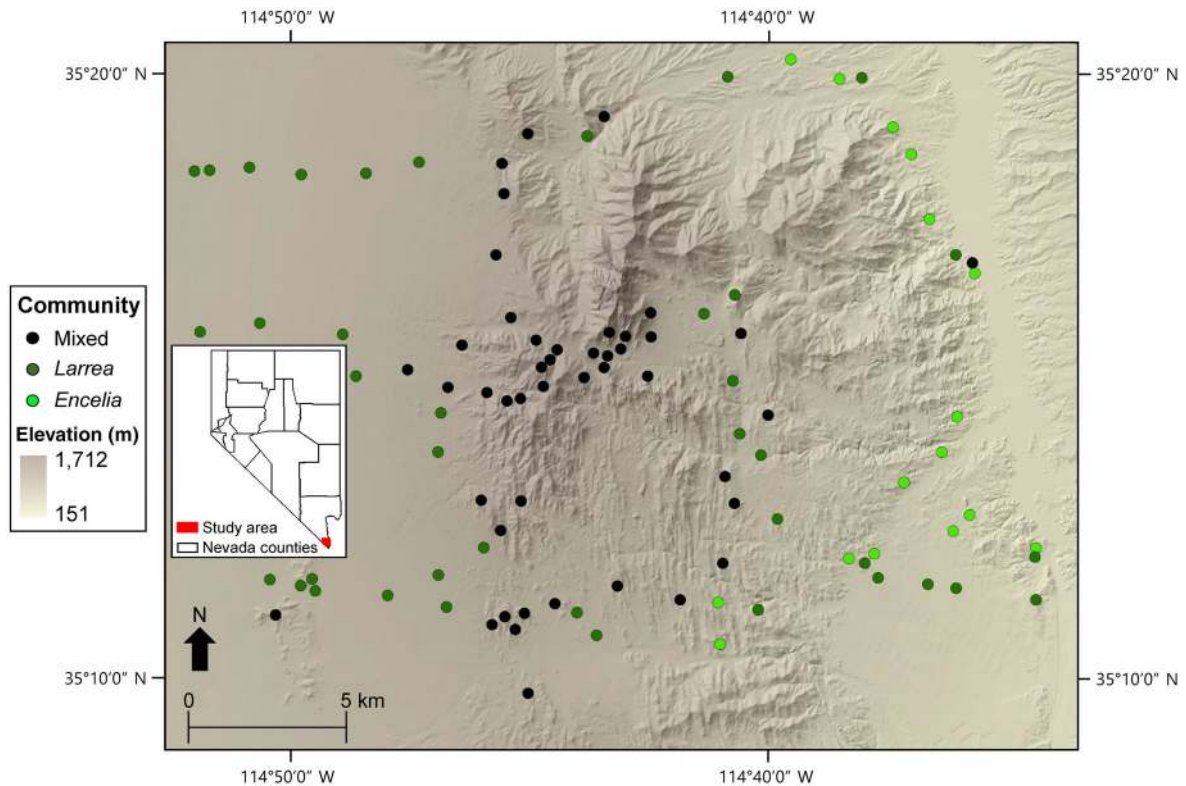 114°50’0” W
114°40’0” W
35°20’0” N
35°20’0” N
Community
Mixed
Larrea
Encelia
Elevation (m)
1,712
151
Study area
Nevada counties
N
0
5 km
35°10’0” N
35°10’0” N
114°50’0” W
114°40’0” W